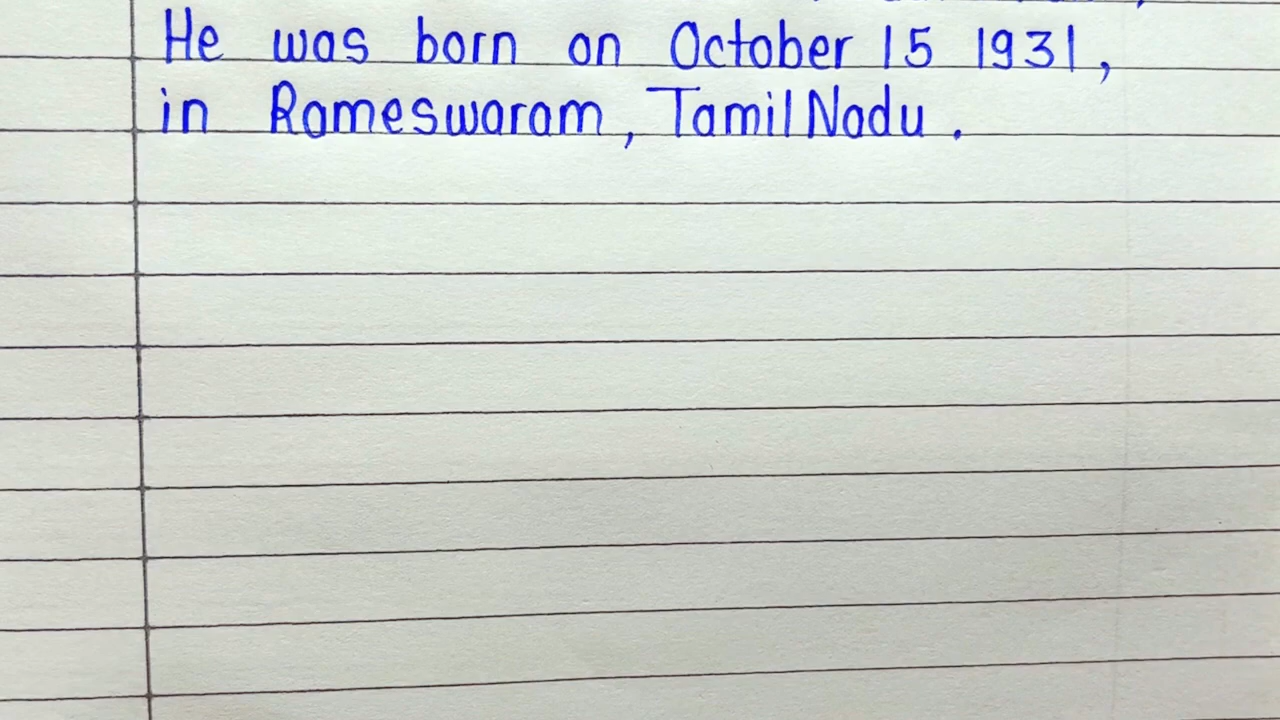 He was born on October 15 1931,
in Rameswaram, Tamil Nadu.